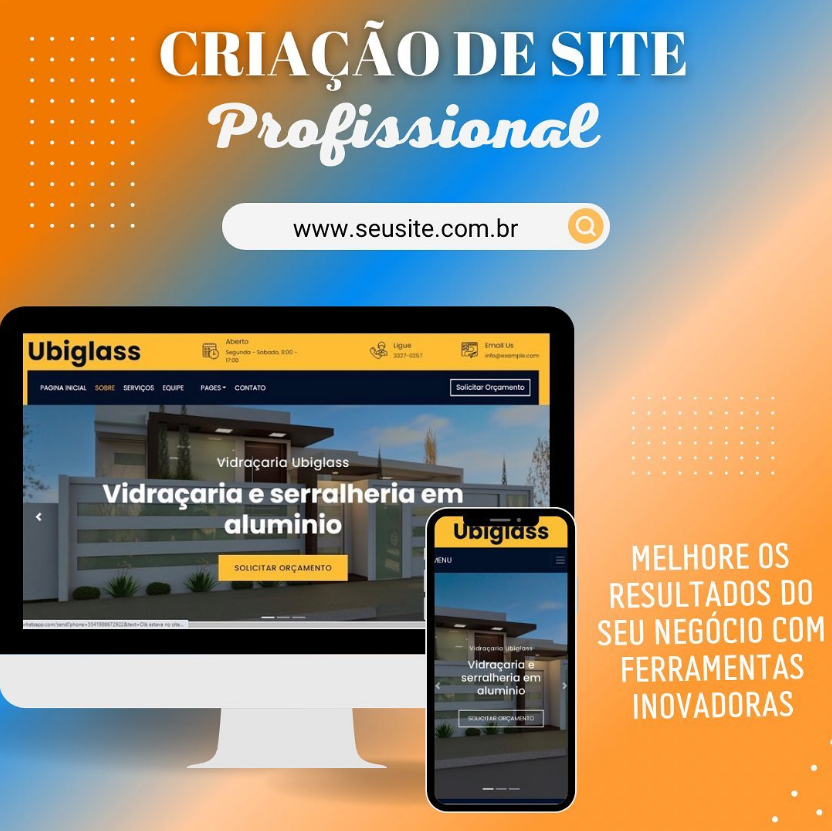 CRIAÇÃO DE SITE
Profissional
www.seusite.com.br
Ubiglass
Aberto
Segunda - Sabado, 8:00 -
17:00
Ligue
3327-0357
Email Us
info@example.com
PAGINA INICIAL SOBRE SERVIÇOS EQUIPE PAGES CONTATO
Solicitar Orçamento
Vidraçaria Ubiglass
Vidraçaria e serralheria em
aluminio
SOLICITAR ORÇAMENTO
Ubiglass
MENU
Vidraçaria Ubiglass
Vidraçaria e
serralheria em
aluminio
SOLICITAR ORÇAMENTO
MELHORE OS
RESULTADOS DO
SEU NEGÓCIO COM
FERRAMENTAS
INOVADORAS